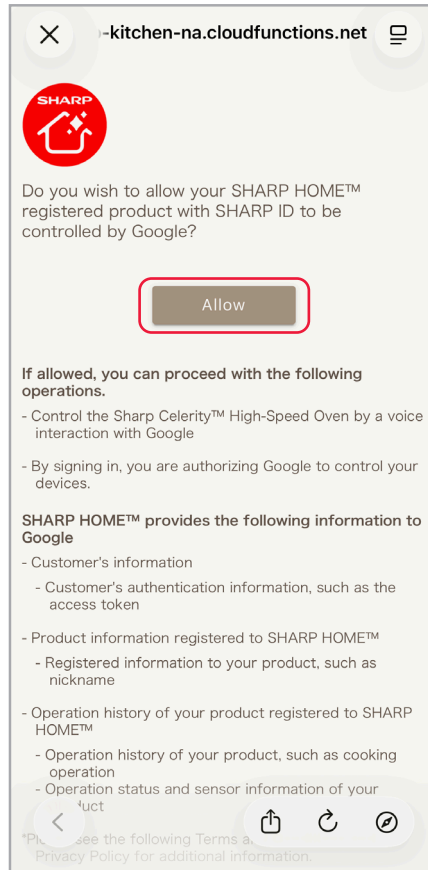 -kitchen-na.cloudfunctions.net
SHARP
Do you wish to allow your SHARP HOME™
registered product with SHARP ID to be
controlled by Google?
Allow
If allowed, you can proceed with the following
operations.
- Control the Sharp Celerity™ High-Speed Oven by a voice
interaction with Google
- By signing in, you are authorizing Google to control your
devices.
SHARP HOME™ provides the following information to
Google
- Customer's information
- Customer's authentication information, such as the
access token
- Product information registered to SHARP HOME™
- Registered information to your product, such as
nickname
- Operation history of your product registered to SHARP
HOME™
- Operation history of your product, such as cooking
operation
- Operation status and sensor information of your
see the following Terms
Privacy Policy for additional information.